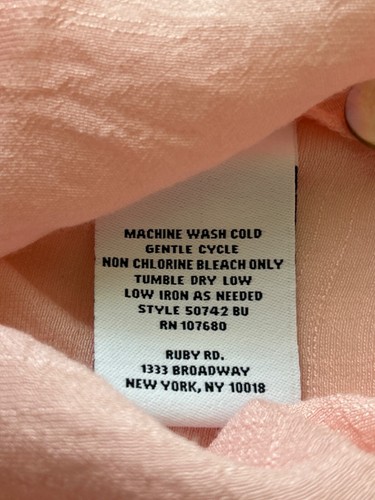 MACHINE WASH COLD
GENTLE CYCLE
NON CHLORINE BLEACH ONLY
TUMBLE DRY LOW
LOW IRON AS NEEDED
STYLE 50742 BU
RN 107680
RUBY RD.
1333 BROADWAY
NEW YORK, NY 10018